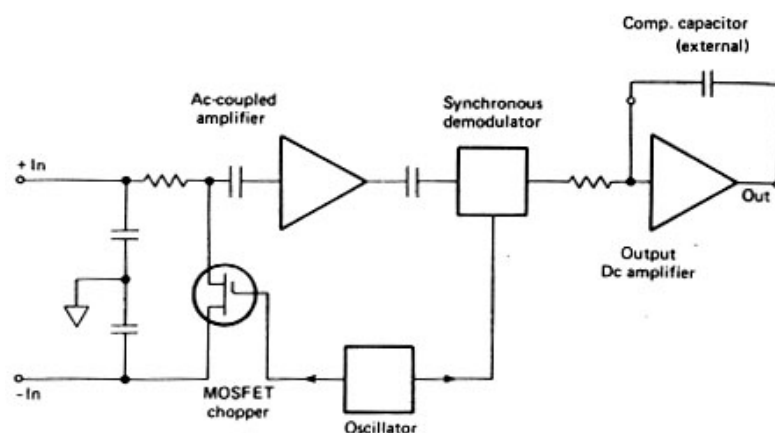 Comp. capacitor
(external)
Ac-coupled
amplifier
Synchronous
demodulator
+ In
Out
Output
Dc amplifier
- In
MOSFET
chopper
Oscillator